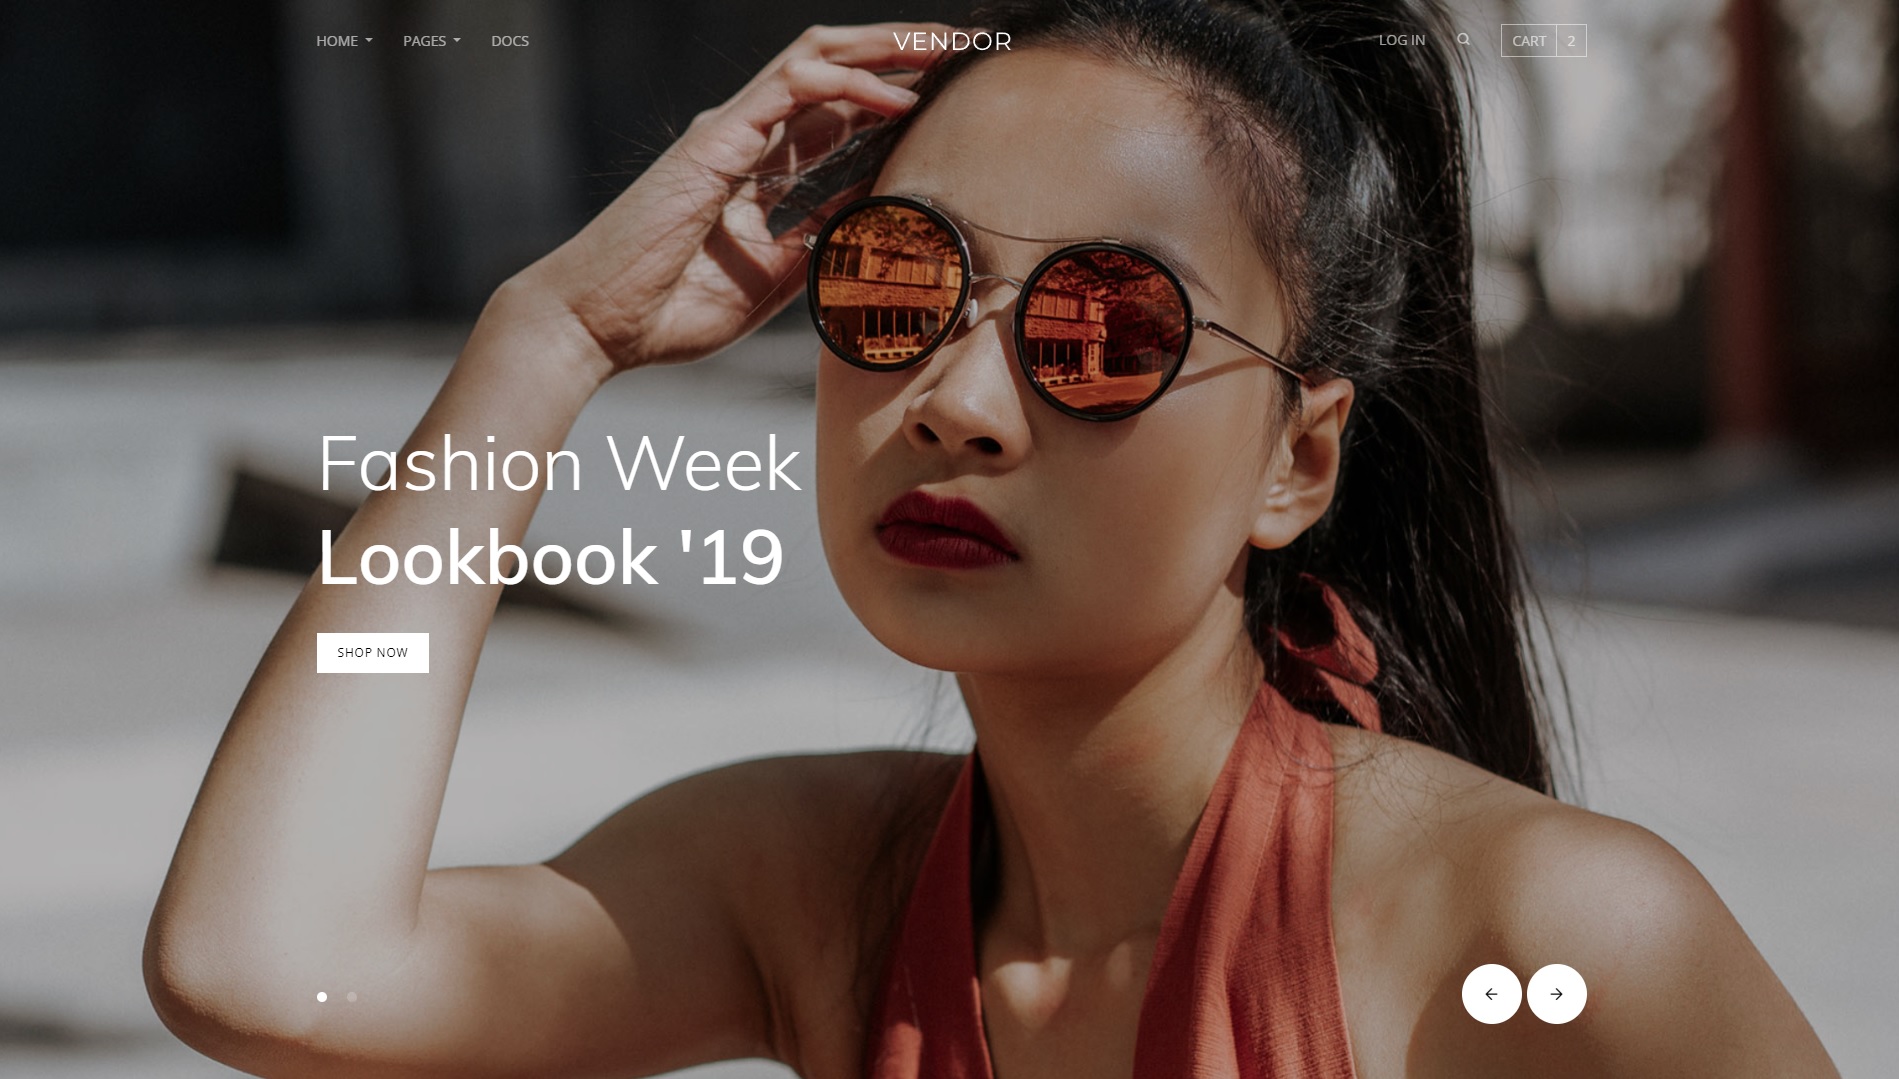 HOME PAGES DOCS VENDOR LOG IN CART 2
Fashion Week
Lookbook '19
SHOP NOW